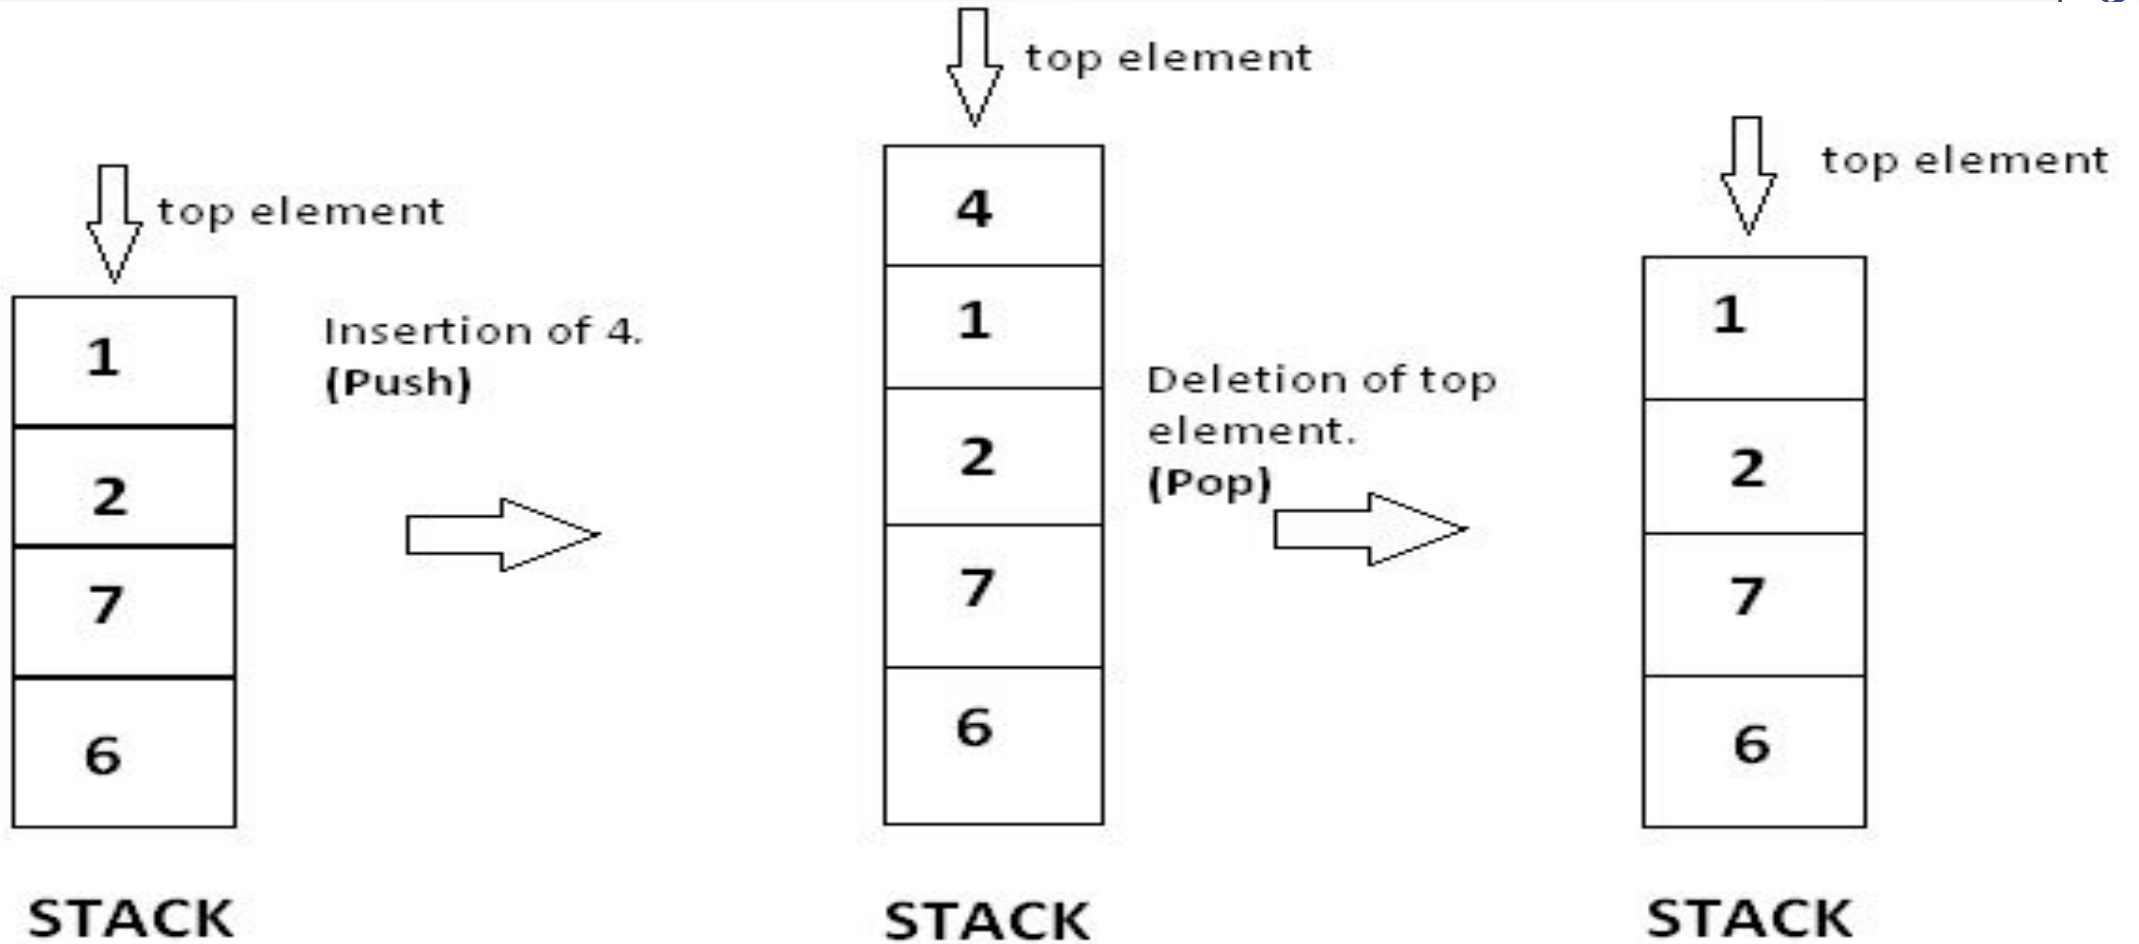 top element
1
2
7
6
STACK
Insertion of 4.
(Push)
top element
4
1
2
7
6
STACK
Deletion of top
element.
(Pop)
top element
1
2
7
6
STACK